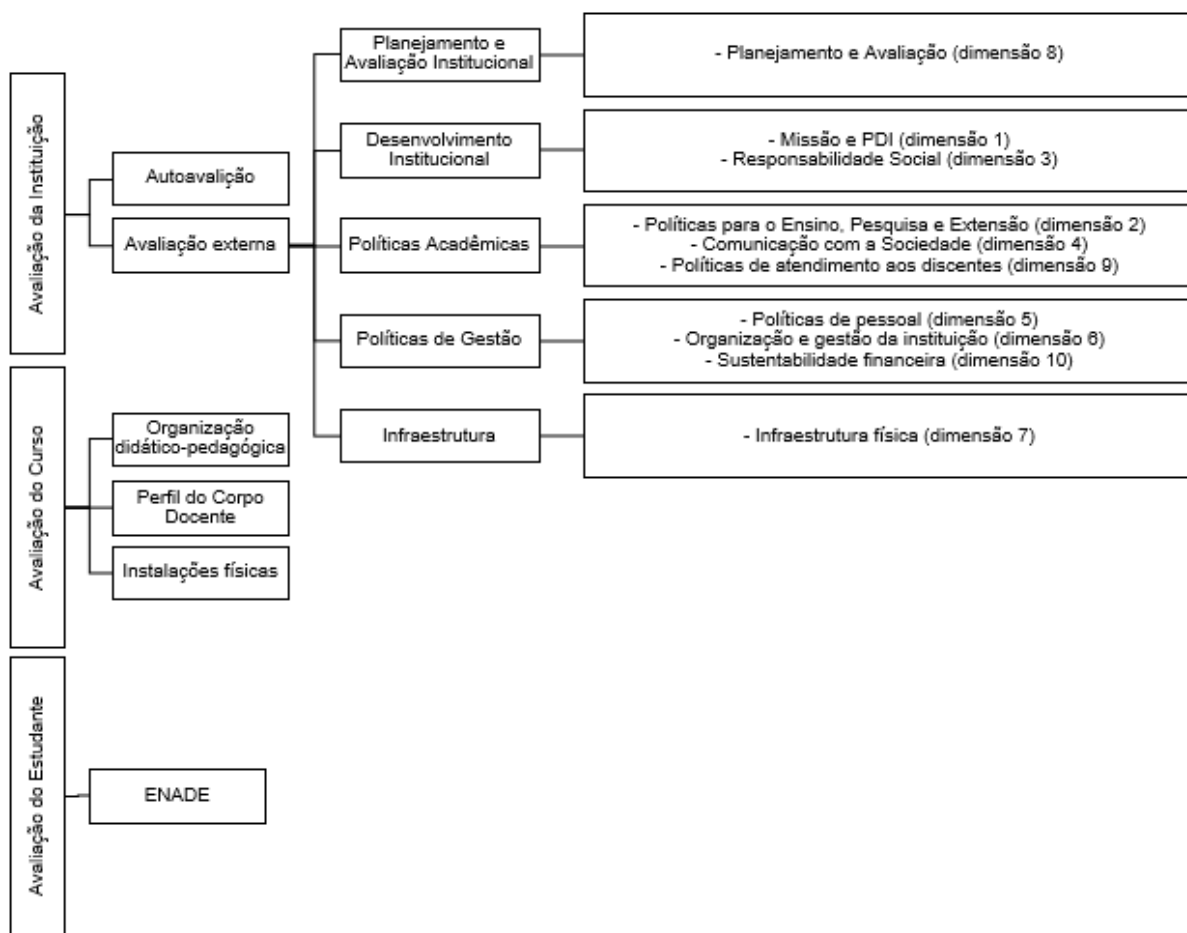 Avaliação da Instituição
Autoavalição
Avaliação externa
Planejamento e
Avaliação Institucional
- Planejamento e Avaliação (dimensão 8)
Desenvolvimento
Institucional
- Missão e PDI (dimensão 1)
- Responsabilidade Social (dimensão 3)
Políticas Acadêmicas
- Políticas para o Ensino, Pesquisa e Extensão (dimensão 2)
- Comunicação com a Sociedade (dimensão 4)
- Políticas de atendimento aos discentes (dimensão 9)
Políticas de Gestão
- Políticas de pessoal (dimensão 5)
- Organização e gestão da instituição (dimensão 6)
- Sustentabilidade financeira (dimensão 10)
Infraestrutura
- Infraestrutura física (dimensão 7)
Avaliação do Curso
Organização
didático-pedagógica
Perfil do Corpo
Docente
Instalações físicas
Avaliação do Estudante
ENADE